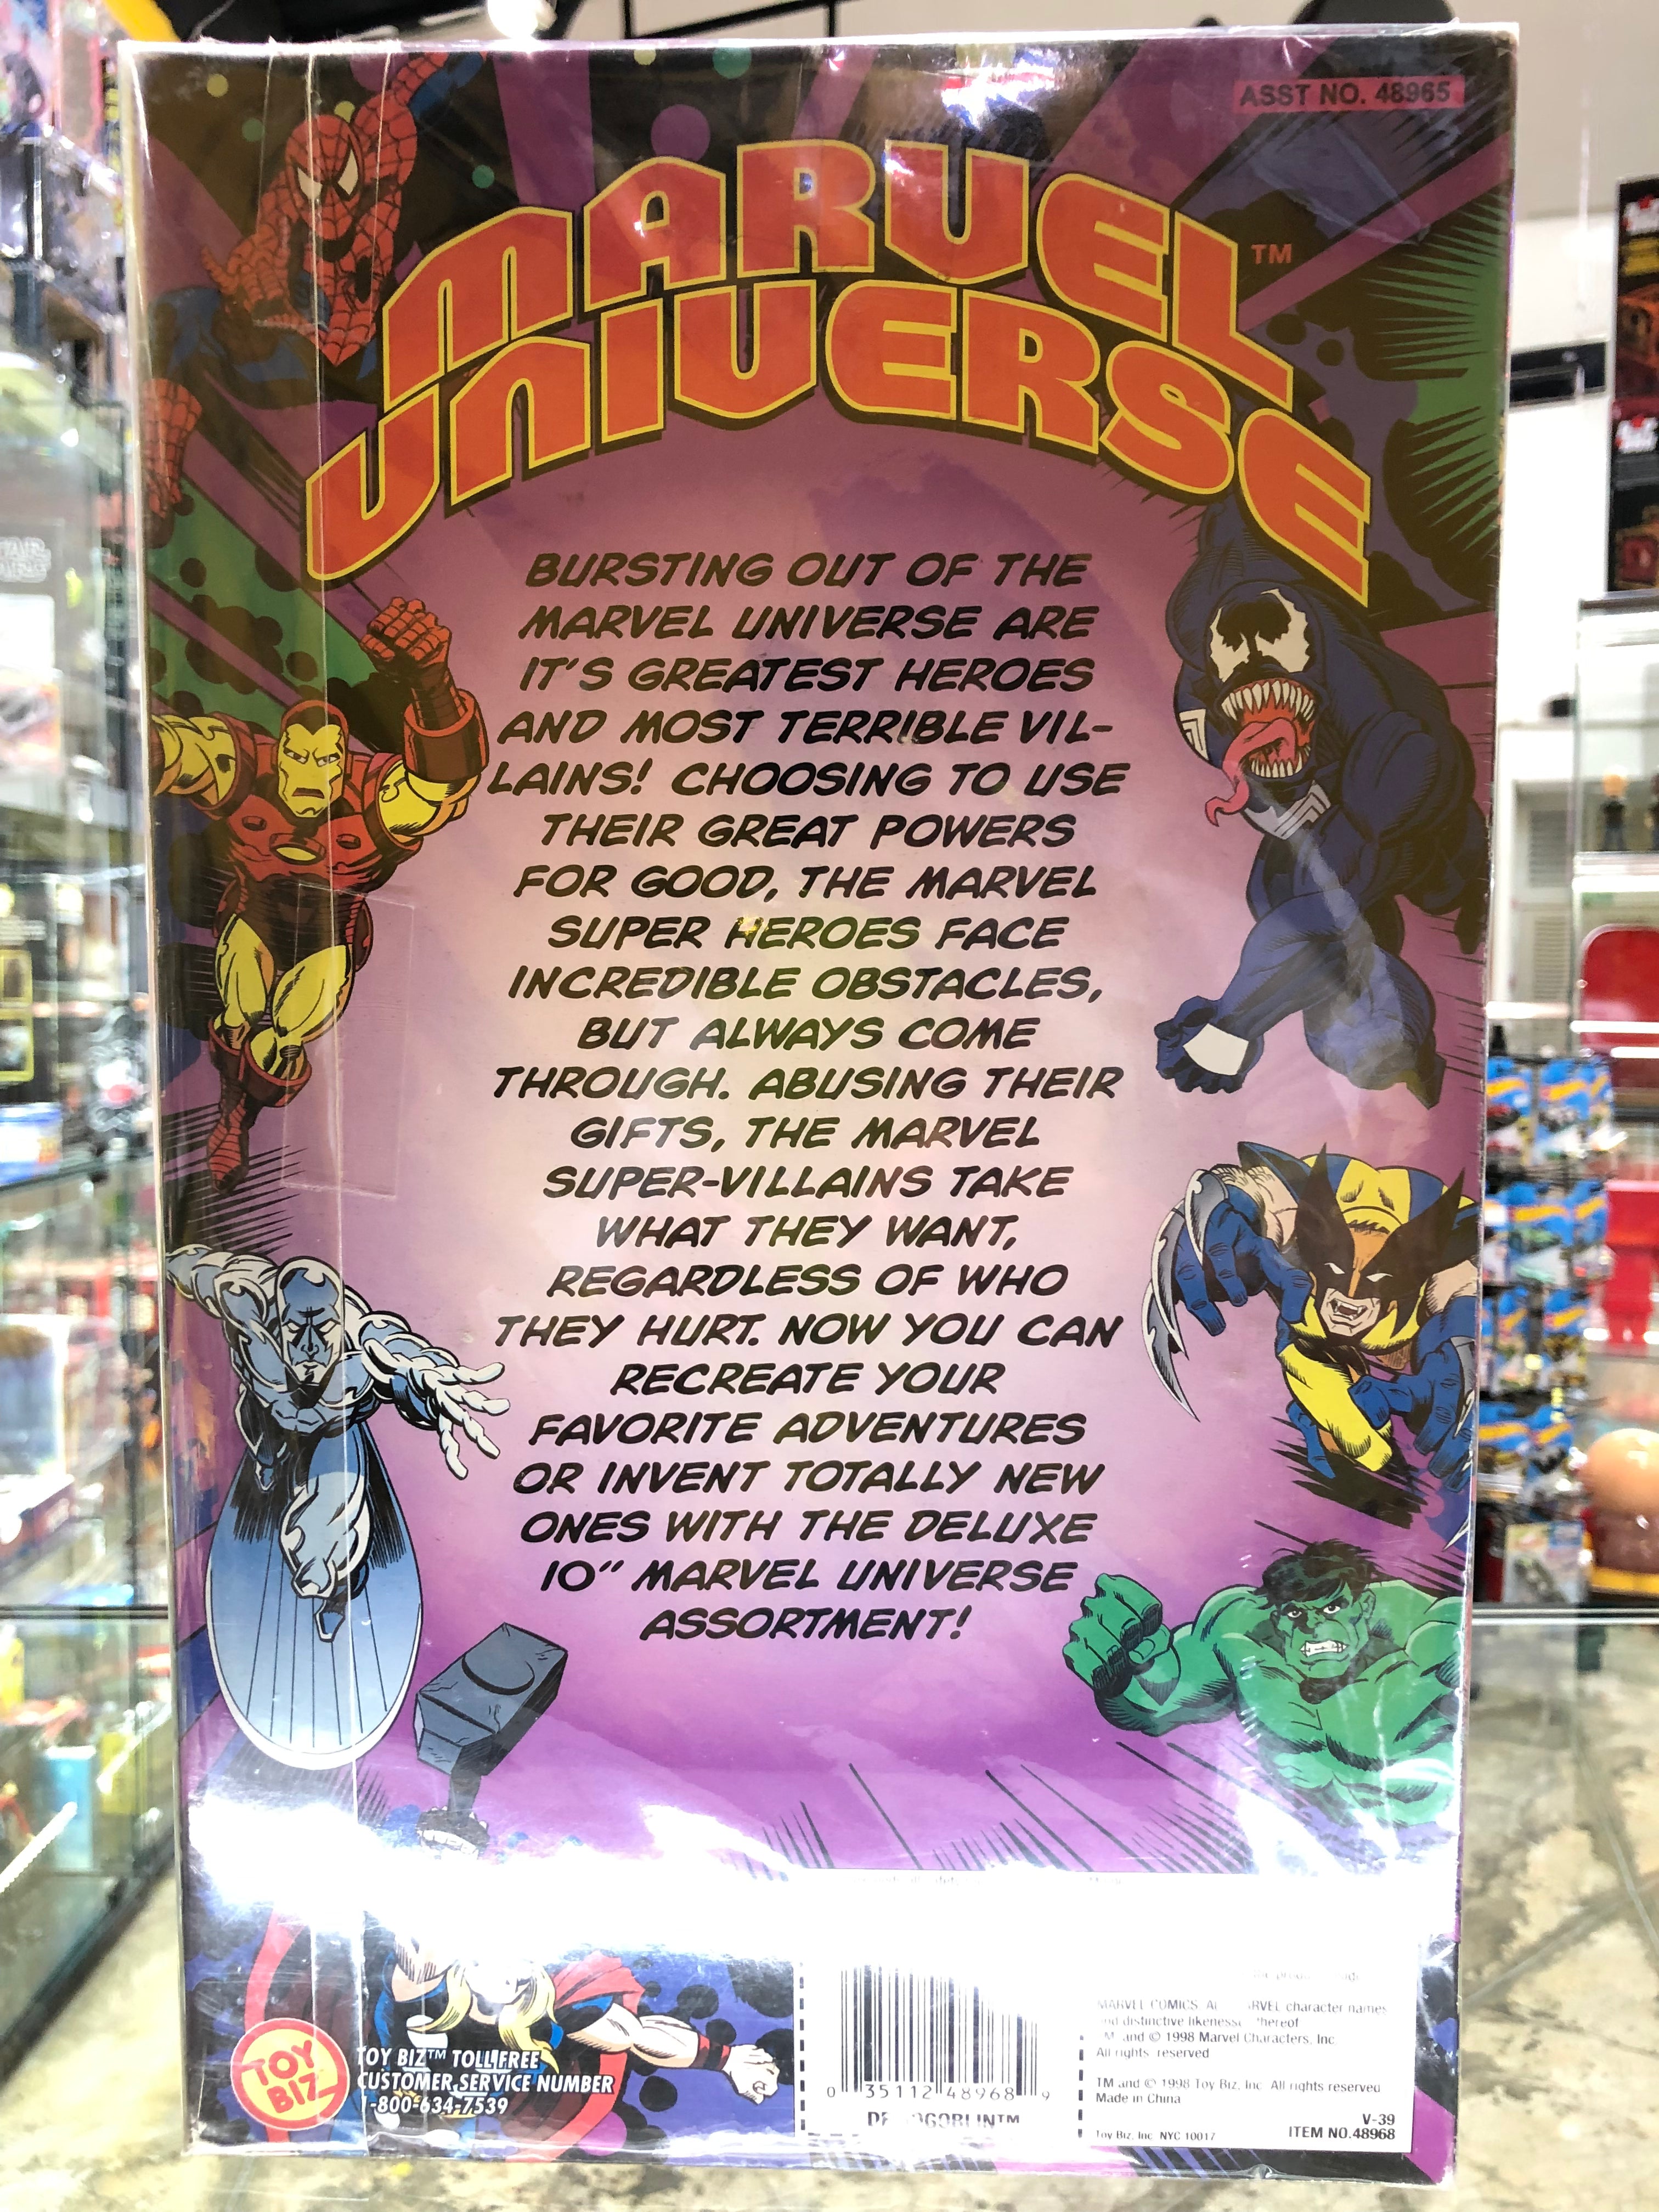 ASST NO. 48965
MARVEL™
UNIVERSE
BURSTING OUT OF THE
MARVEL UNIVERSE ARE
IT'S GREATEST HEROES
AND MOST TERRIBLE VIL-
LAINS! CHOOSING TO USE
THEIR GREAT POWERS
FOR GOOD, THE MARVEL
SUPER HEROES FACE
INCREDIBLE OBSTACLES,
BUT ALWAYS COME
THROUGH. ABUSING THEIR
GIFTS, THE MARVEL
SUPER-VILLAINS TAKE
WHAT THEY WANT,
REGARDLESS OF WHO
THEY HURT. NOW YOU CAN
RECREATE YOUR
FAVORITE ADVENTURES
OR INVENT TOTALLY NEW
ONES WITH THE DELUXE
10" MARVEL UNIVERSE
ASSORTMENT!
TOY
BIZ
TOY BIZ™ TOLL FREE
CUSTOMER SERVICE NUMBER
1-800-634-7539
0 35112 48968 9
MARVEL COMICS. character names
and distinctive thereof
and © 1998 Marvel Characters, Inc.
All rights reserved
TM and © 1998 Toy Biz, Inc. All rights reserved
Made in China
V-39
Toy Biz, Inc. NYC 10017
ITEM NO.48968